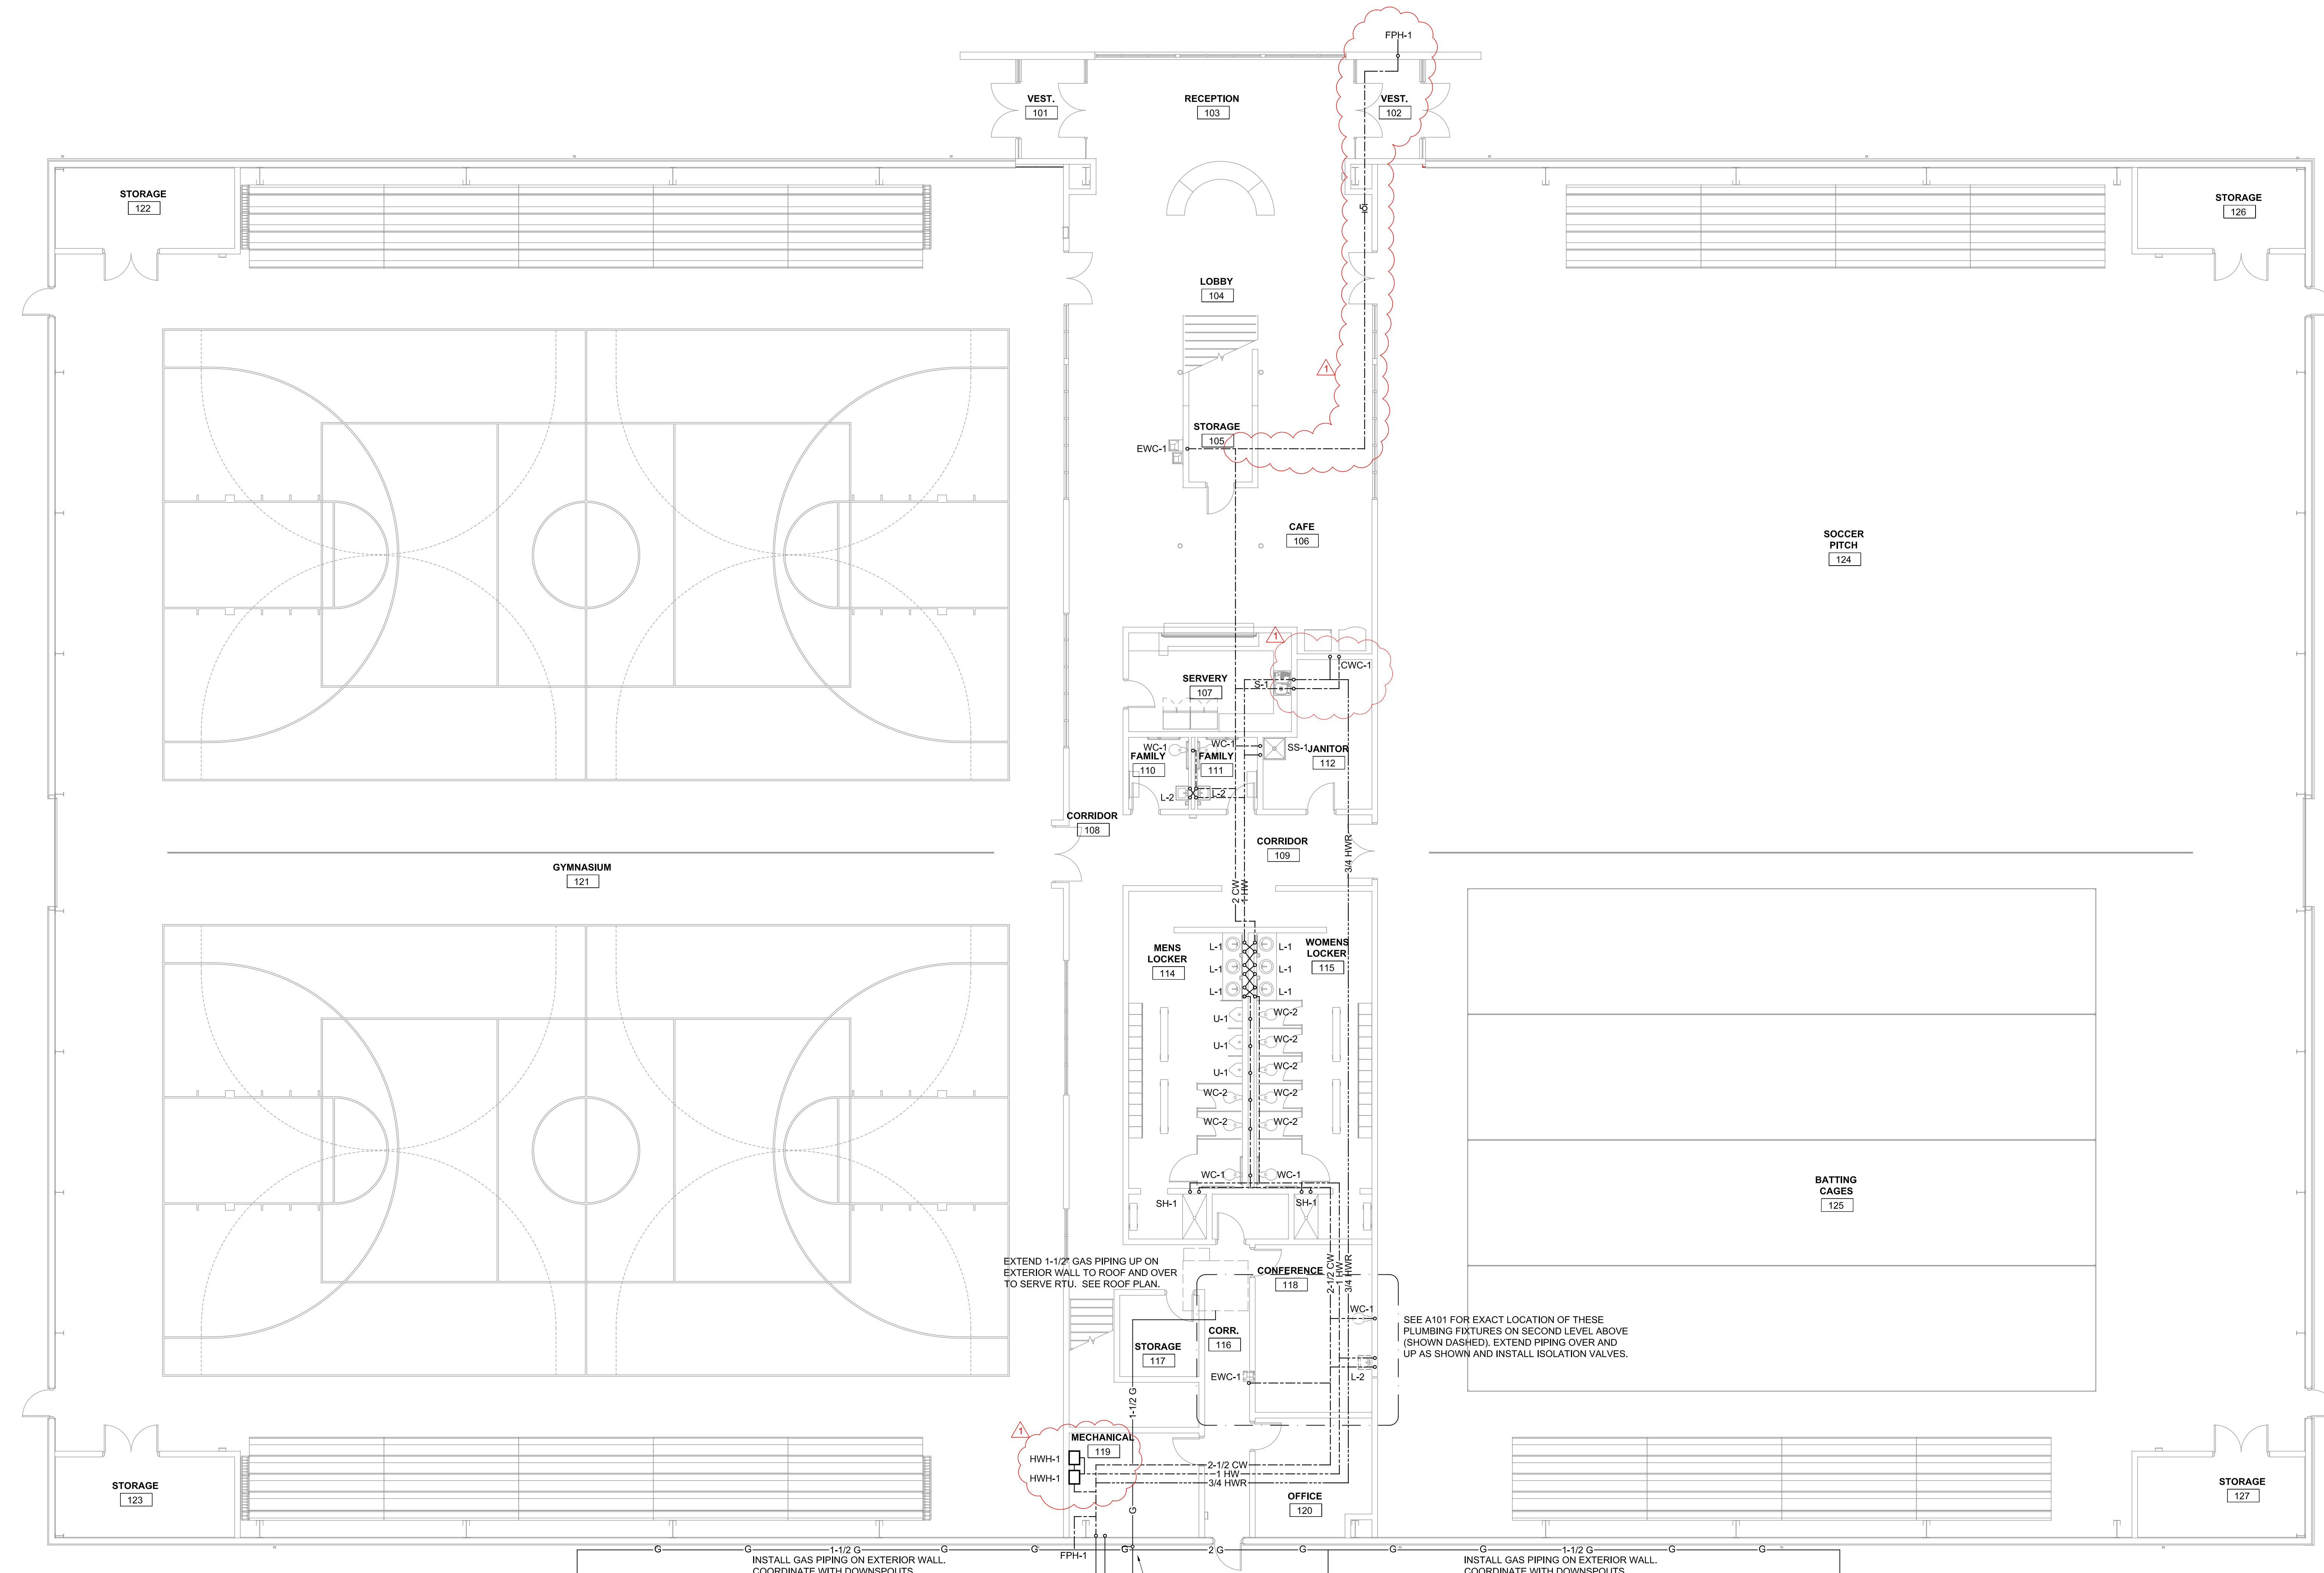 FPH-1
VEST.
101
RECEPTION
103
VEST.
102
STORAGE
122
STORAGE
126
LOBBY
104
1
STORAGE
105
EWC-1
CAFE
106
SOCCER
PITCH
124
1
CWC-1
SERVERY
107
S-1
WC-1
WC-1
SS-1
JANITOR
112
FAMILY
110
FAMILY
111
L-2
L-2
CORRIDOR
108
CORRIDOR
109
3/4 HWR
GYMNASIUM
121
2 CW
1 HW
MENS
LOCKER
114
WOMENS
LOCKER
115
L-1
L-1
L-1
L-1
L-1
L-1
U-1
WC-2
U-1
WC-2
U-1
WC-2
WC-2
WC-2
WC-2
WC-2
WC-1
WC-1
SH-1
SH-1
BATTING
CAGES
125
EXTEND 1-1/2" GAS PIPING UP ON
EXTERIOR WALL TO ROOF AND OVER
TO SERVE RTU. SEE ROOF PLAN.
CONFERENCE
118
2-1/2 CW
1 HW
3/4 HWR
WC-1
SEE A101 FOR EXACT LOCATION OF THESE
PLUMBING FIXTURES ON SECOND LEVEL ABOVE
(SHOWN DASHED). EXTEND PIPING OVER AND
UP AS SHOWN AND INSTALL ISOLATION VALVES.
STORAGE
117
CORR.
116
EWC-1
L-2
1-1/2 G
1
MECHANICAL
119
HWH-1
HWH-1
2-1/2 CW
1 HW
3/4 HWR
STORAGE
123
OFFICE
120
STORAGE
127
G
FPH-1
G 1-1/2 G G G G 2 G G G G 1-1/2 G G G
INSTALL GAS PIPING ON EXTERIOR WALL.
COORDINATE WITH DOWNSPOUTS
INSTALL GAS PIPING ON EXTERIOR WALL.
COORDINATE WITH DOWNSPOUTS